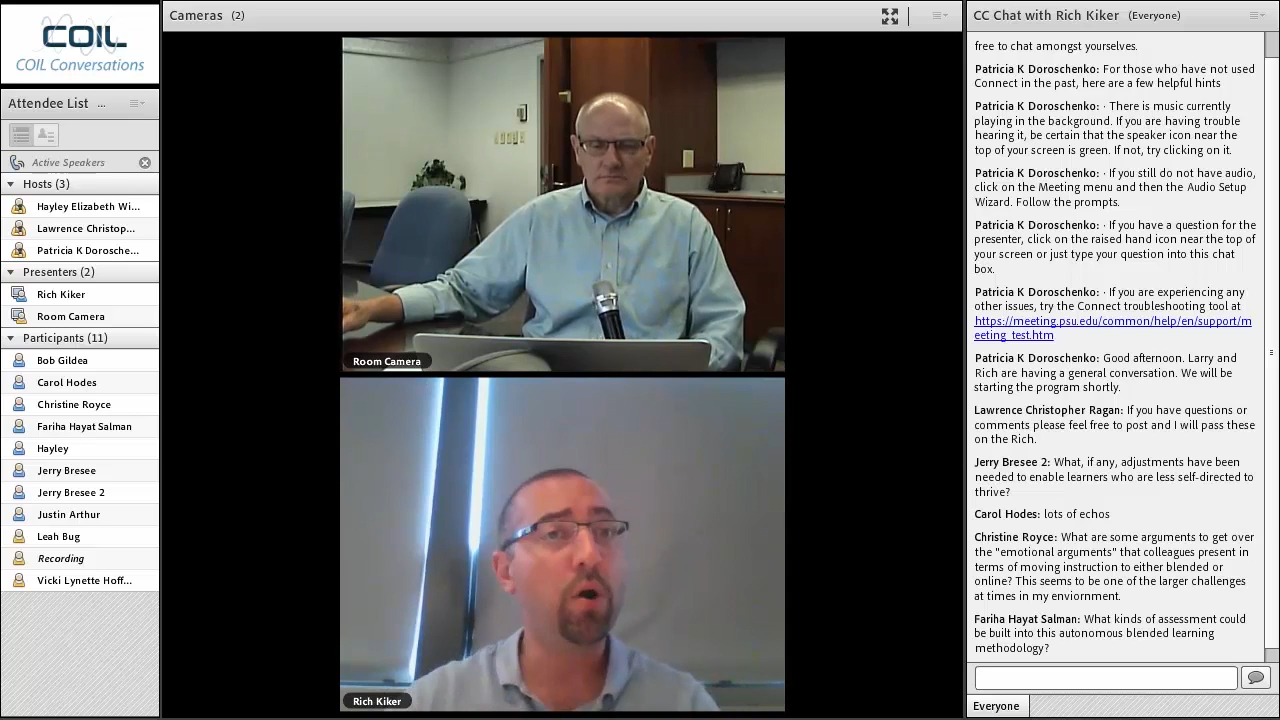 COIL
COIL Conversations
Attendee List ...
Active Speakers
Hosts (3)
Hayley Elizabeth Wi...
Lawrence Christop...
Patricia K Dorosche...
Presenters (2)
Rich Kiker
Room Camera
Participants (11)
Bob Gildea
Carol Hodes
Christine Royce
Fariha Hayat Salman
Hayley
Jerry Bresee
Jerry Bresee 2
Justin Arthur
Leah Bug
Recording
Vicki Lynette Hoff...
Cameras (2)
Room Camera
Rich Kiker
CC Chat with Rich Kiker (Everyone)
free to chat amongst yourselves.
Patricia K Doroschenko: For those who have not used
Connect in the past, here are a few helpful hints
Patricia K Doroschenko: · There is music currently
playing in the background. If you are having trouble
hearing it, be certain that the speaker icon near the
top of your screen is green. If not, try clicking on it.
Patricia K Doroschenko: · If you still do not have audio,
click on the Meeting menu and then the Audio Setup
Wizard. Follow the prompts.
Patricia K Doroschenko: · If you have a question for the
presenter, click on the raised hand icon near the top of
your screen or just type your question into this chat
box.
Patricia K Doroschenko: · If you are experiencing any
other issues, try the Connect troubleshooting tool at
https://meeting.psu.edu/common/help/en/support/m
eeting_test.htm
Patricia K Doroschenko: afternoon. Larry and
Rich are having a general conversation. We will be
starting the program shortly.
Lawrence Christopher Ragan: If you have questions or
comments please feel free to post and I will pass these
on the Rich.
Jerry Bresee 2: What, if any, adjustments have been
needed to enable learners who are less self-directed to
thrive?
Carol Hodes: lots of echos
Christine Royce: What are some arguments to get over
the "emotional arguments" that colleagues present in
terms of moving instruction to either blended or
online? This seems to be one of the larger challenges
at times in my enviornment.
Fariha Hayat Salman: What kinds of assessment could
be built into this autonomous blended learning
methodology?
Everyone